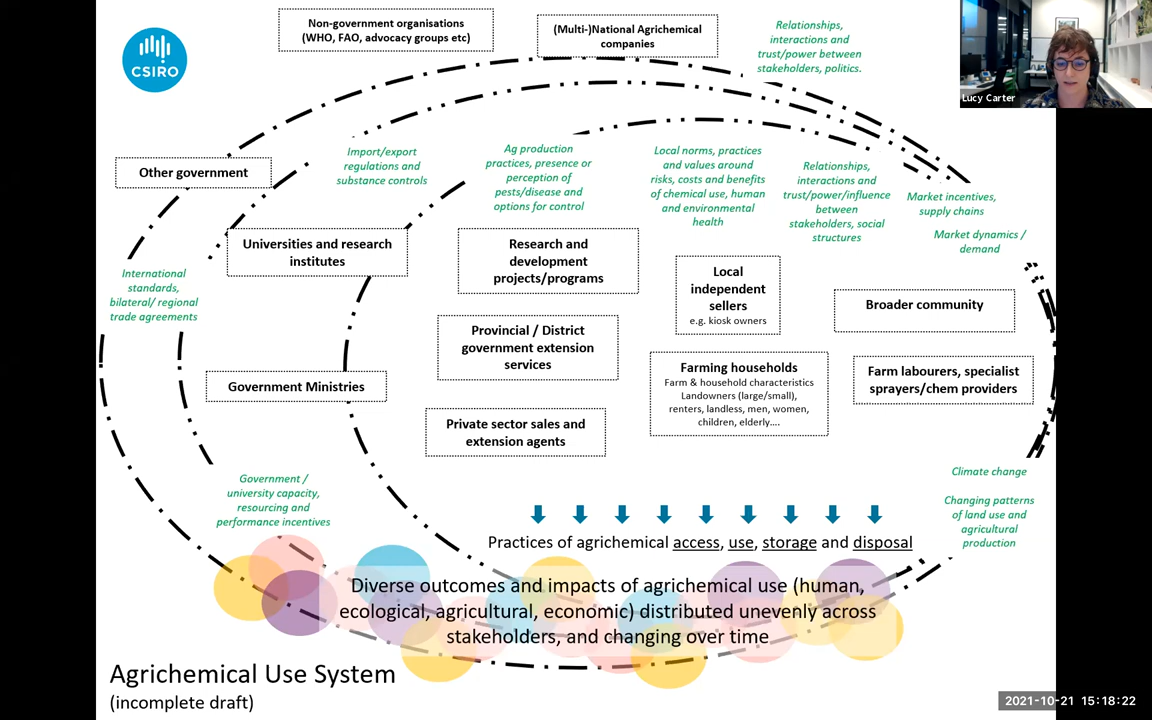 Non-government organisations
(WHO, FAO, advocacy groups etc)
(Multi-)National Agrichemical
companies
Relationships,
interactions and
trust/power between
stakeholders, politics.
CSIRO
Lucy Carter
Other government
Import/export
regulations and
substance controls
Ag production
practices, presence or
perception of
pests/disease and
options for control
Local norms, practices
and values around
risks, costs and benefits
of chemical use, human
and environmental
health
Relationships,
interactions and
trust/power/influence
between
stakeholders, social
structures
Market incentives,
supply chains
Market dynamics /
demand
Universities and research
institutes
Research and
development
projects/programs
Local
independent
sellers
e.g. kiosk owners
Broader community
International
standards,
bilateral/ regional
trade agreements
Provincial / District
government extension
services
Government Ministries
Farming households
Farm & household characteristics
Landowners (large/small),
renters, landless, men, women,
children, elderly....
Farm labourers, specialist
sprayers/chem providers
Private sector sales and
extension agents
Government /
university capacity,
resourcing and
performance incentives
Climate change
Changing patterns
of land use and
agricultural
production
Practices of agrichemical access, use, storage and disposal
Diverse outcomes and impacts of agrichemical use (human,
ecological, agricultural, economic) distributed unevenly across
stakeholders, and changing over time
Agrichemical Use System
(incomplete draft)
2021-10-21 15:18:22